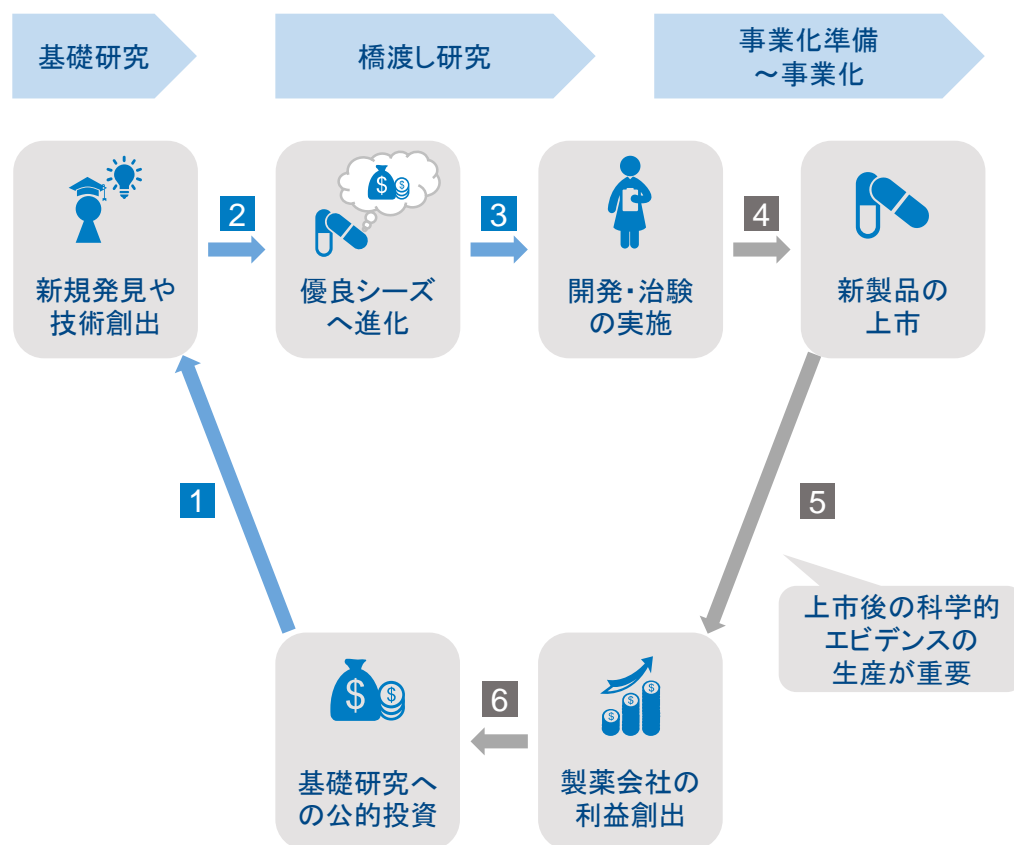 基礎研究
橋渡し研究
事業化準備
~事業化
2
3
4
新規発見や
技術創出
優良シーズ
へ進化
開発・治験
の実施
新製品の
上市
1
5
上市後の科学的
エビデンスの
生産が重要
6
基礎研究へ
の公的投資
製薬会社の
利益創出
$
$
$
$
$
$
$